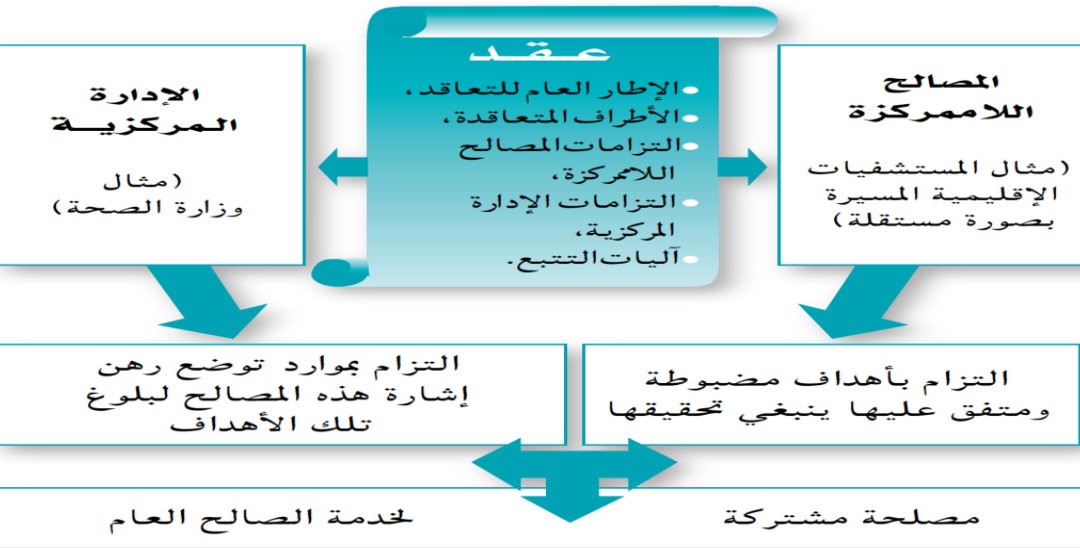 عـقـد
●الإطار العام للتعاقد،
●الأطراف المتعاقدة،
●التزامات المصالح
اللاممركزة،
●التزامات الإدارة
المركزية،
●آليات التتبع.
المصالح
اللاممركزة
(مثال المستشفيات
الإقليمية المسيرة
بصورة مستقلة)
الإدارة
المركزيــة
(مثال
وزارة الصحة)
التزام بأهداف مضبوطة
ومتفق عليها ينبغي تحقيقها
التزام بموارد توضع رهن
إشارة هذه المصالح لبلوغ
تلك الأهداف
مصلحة مشتركة
لخدمة الصالح العام